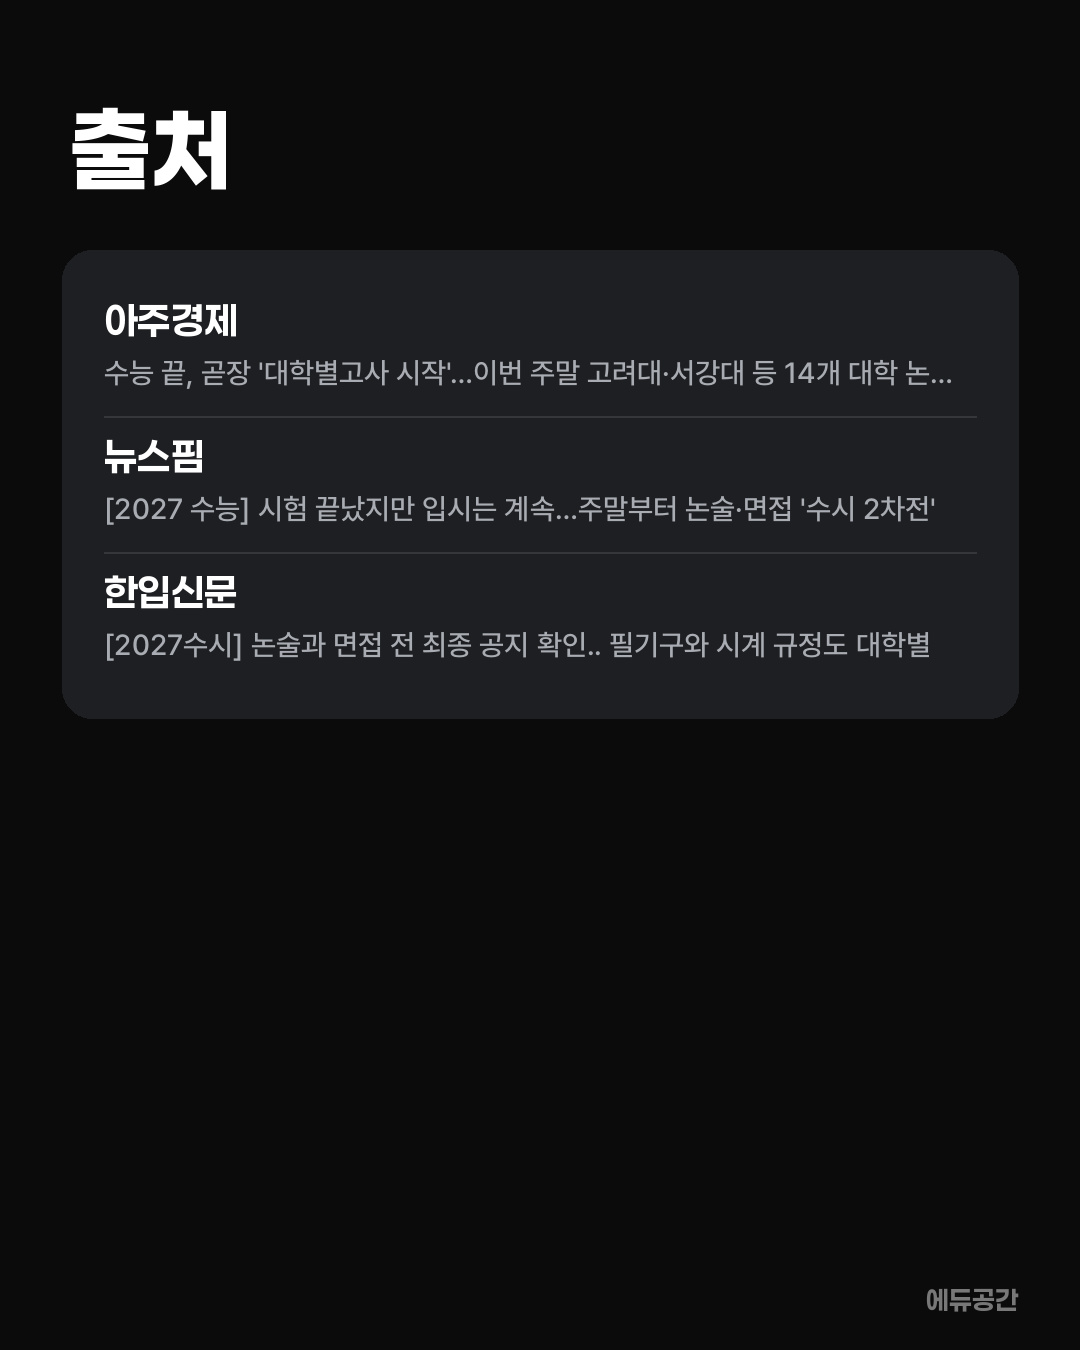 출처
아주경제
수능 끝, 곧장 '대학별고사 시작'...이번 주말 고려대·서강대 등 14개 대학 논...
뉴스핌
[2027 수능] 시험 끝났지만 입시는 계속...주말부터 논술·면접 '수시 2차전'
한입신문
[2027수시] 논술과 면접 전 최종 공지 확인.. 필기구와 시계 규정도 대학별
에듀공간